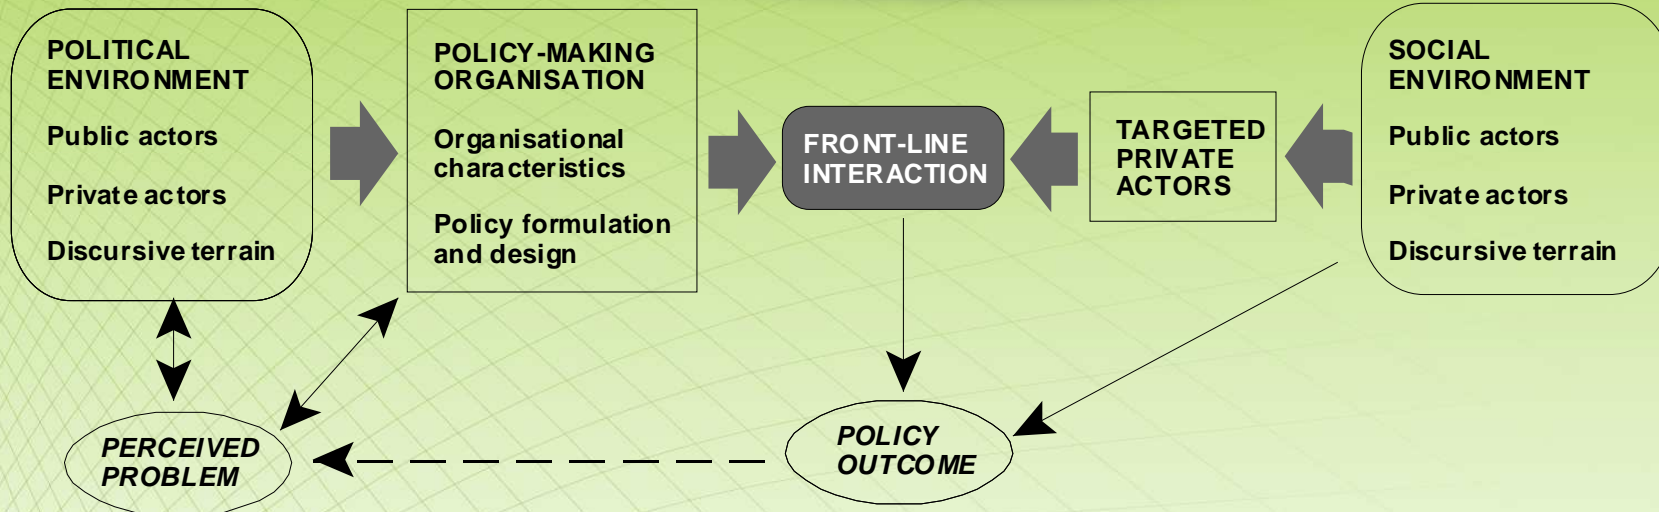 POLITICAL
ENVIRONMENT
Public actors
Private actors
Discursive terrain
POLICY-MAKING
ORGANISATION
Organisational
characteristics
Policy formulation
and design
FRONT-LINE
INTERACTION
TARGETED
PRIVATE
ACTORS
SOCIAL
ENVIRONMENT
Public actors
Private actors
Discursive terrain
PERCEIVED
PROBLEM
POLICY
OUTCOME